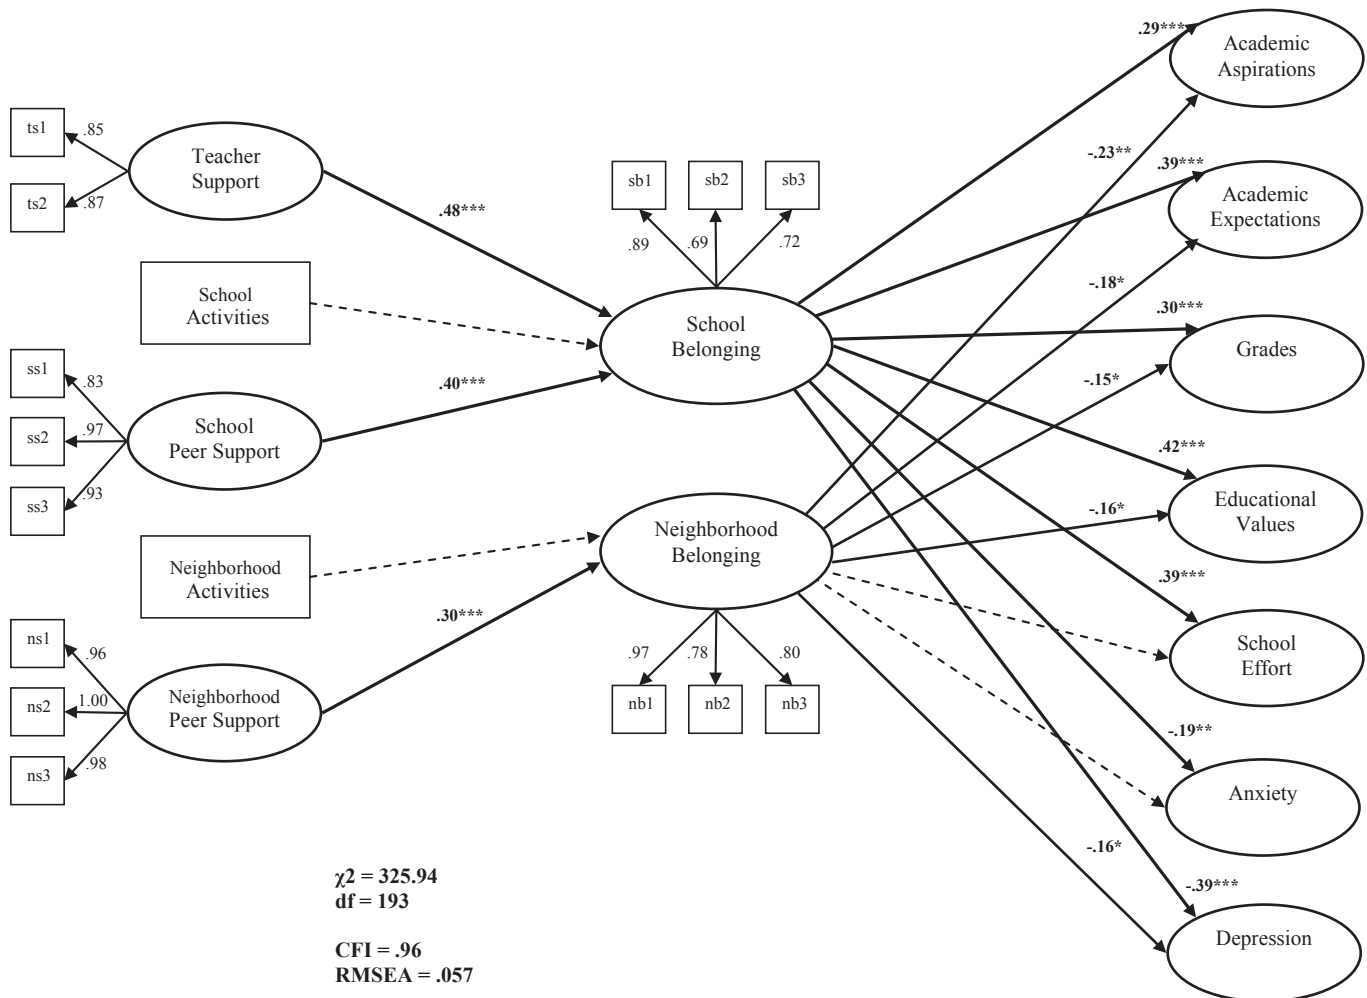 .29***
Academic
Aspirations
ts1
.85
Teacher
Support
-.23**
.39***
Academic
Expectations
sb1
sb2
sb3
ts2
.87
.48***
.89
.69
.72
-.18*
School
Activities
.30***
Grades
School
Belonging
ss1
.83
.40***
-.15*
ss2
.97
School
Peer Support
.42***
ss3
.93
Educational
Values
-.16*
Neighborhood
Belonging
Neighborhood
Activities
.39***
.30***
ns1
.96
.97
.78
.80
School
Effort
ns2
1.00
Neighborhood
Peer Support
nb1
nb2
nb3
-.19**
ns3
.98
Anxiety
-.16*
χ2 = 325.94
df = 193
-.39***
Depression
CFI = .96
RMSEA = .057